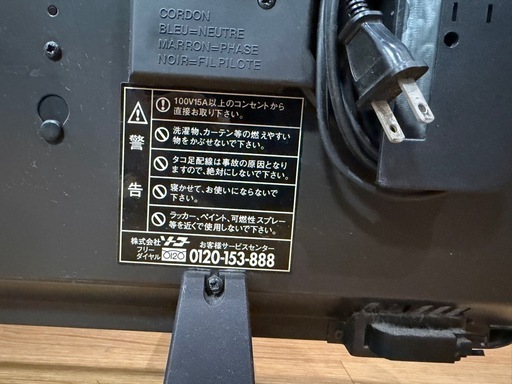 CORDON
BLEU=NEUTRE
MARRON=PHASE
NOIR=FILPILOTE
警告
100V15A以上のコンセントから
直接お取り下さい。
洗濯物、カーテン等の燃えやすい
物をかぶせないで下さい。
タコ足配線は事故の原因となり
ますので、絶対にしないで下さい。
寝かせて、お使いにならないで
下さい。
ラッカー、ペイント、可燃性スプレー
等を近くで使用しないで下さい。
株式会社 ソーゴー お客様サービスセンター
フリーダイヤル 0120 0120-153-888